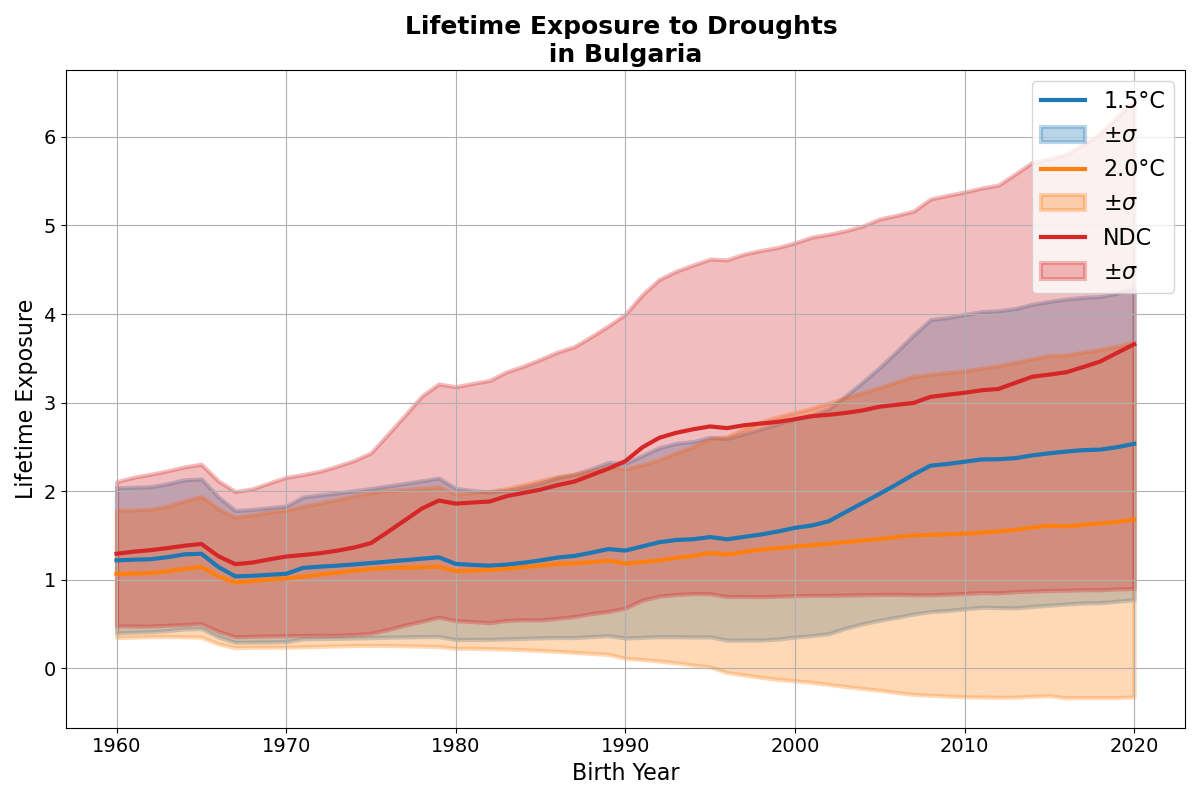 Lifetime Exposure to Droughts
in Bulgaria
Lifetime Exposure
6
5
4
3
2
1
0
1960 1970 1980 1990 2000 2010 2020
Birth Year
1.5°C
±σ
2.0°C
±σ
NDC
±σ